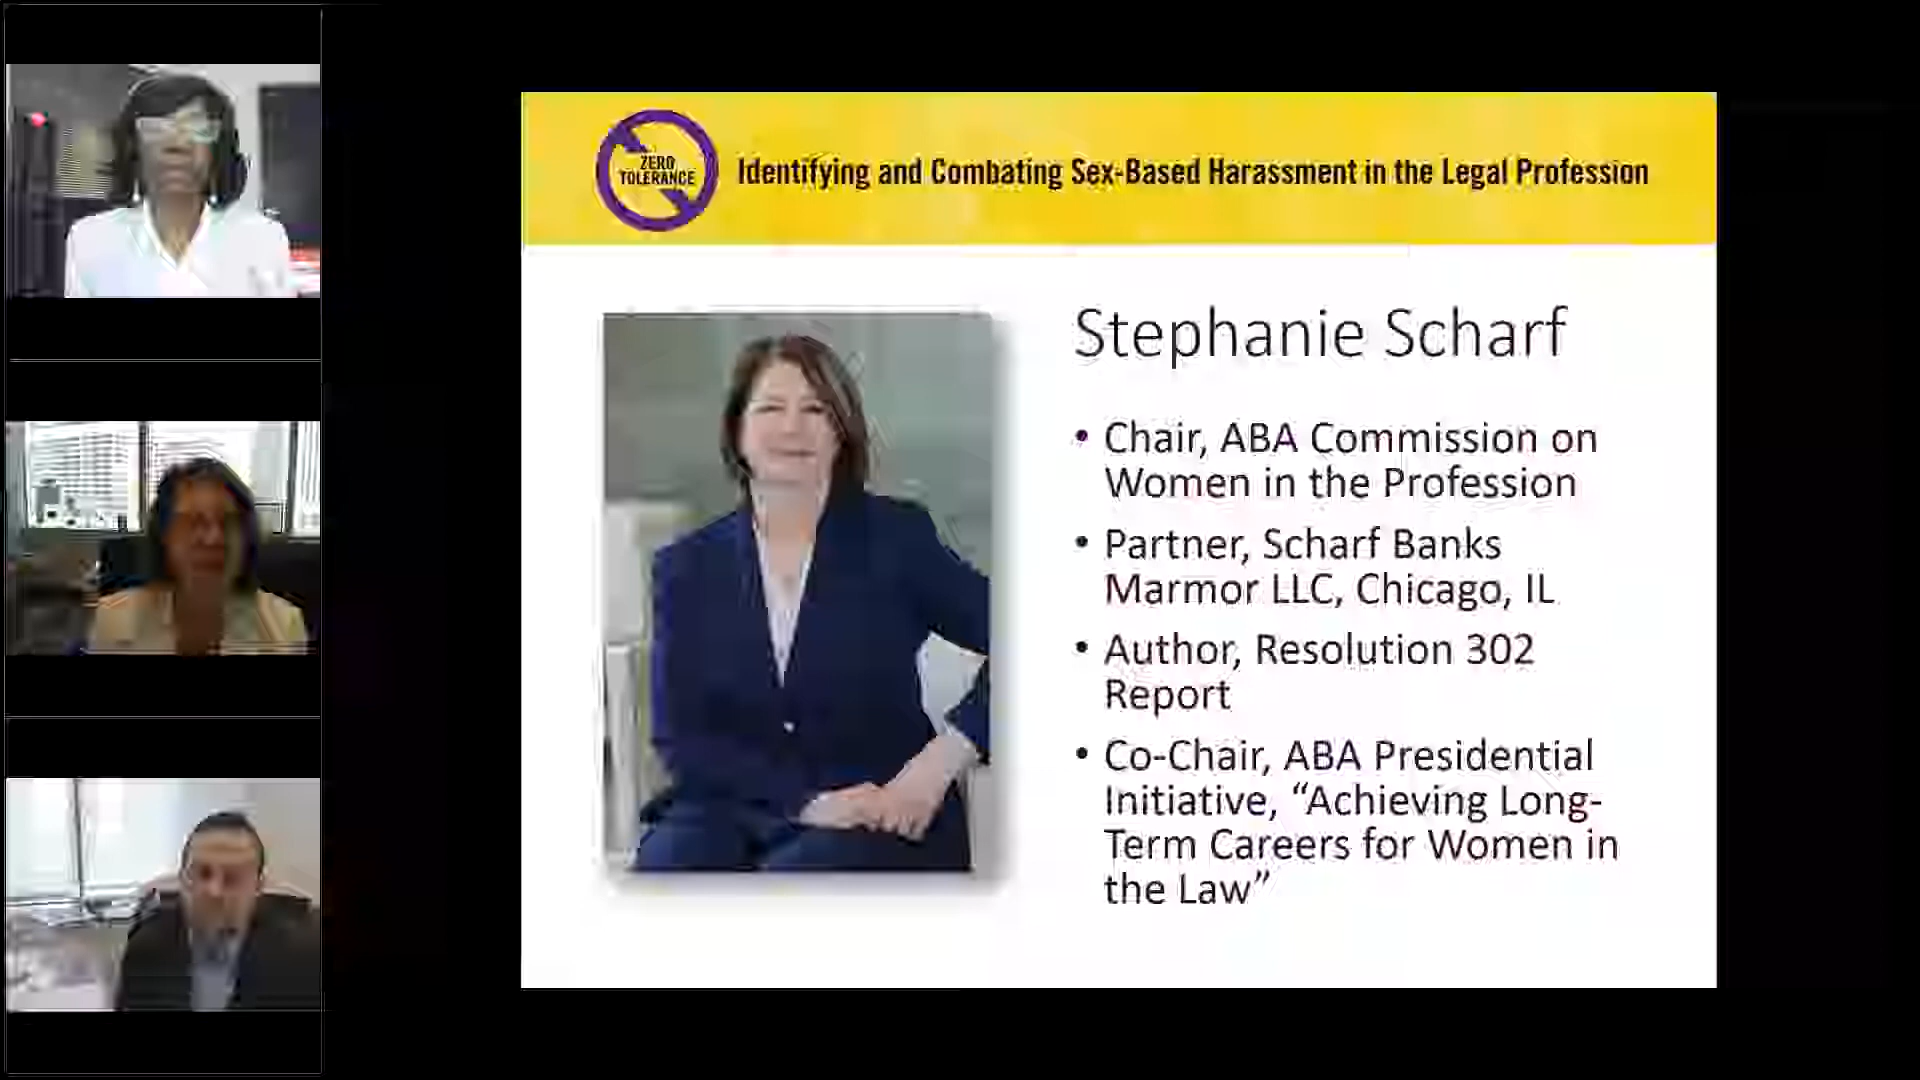 ZERO
TOLERANCE
Identifying and Combating Sex-Based Harassment in the Legal Profession
Stephanie Scharf
• Chair, ABA Commission on
Women in the Profession
• Partner, Scharf Banks
Marmor LLC, Chicago, IL
• Author, Resolution 302
Report
• Co-Chair, ABA Presidential
Initiative, “Achieving Long-
Term Careers for Women in
the Law”